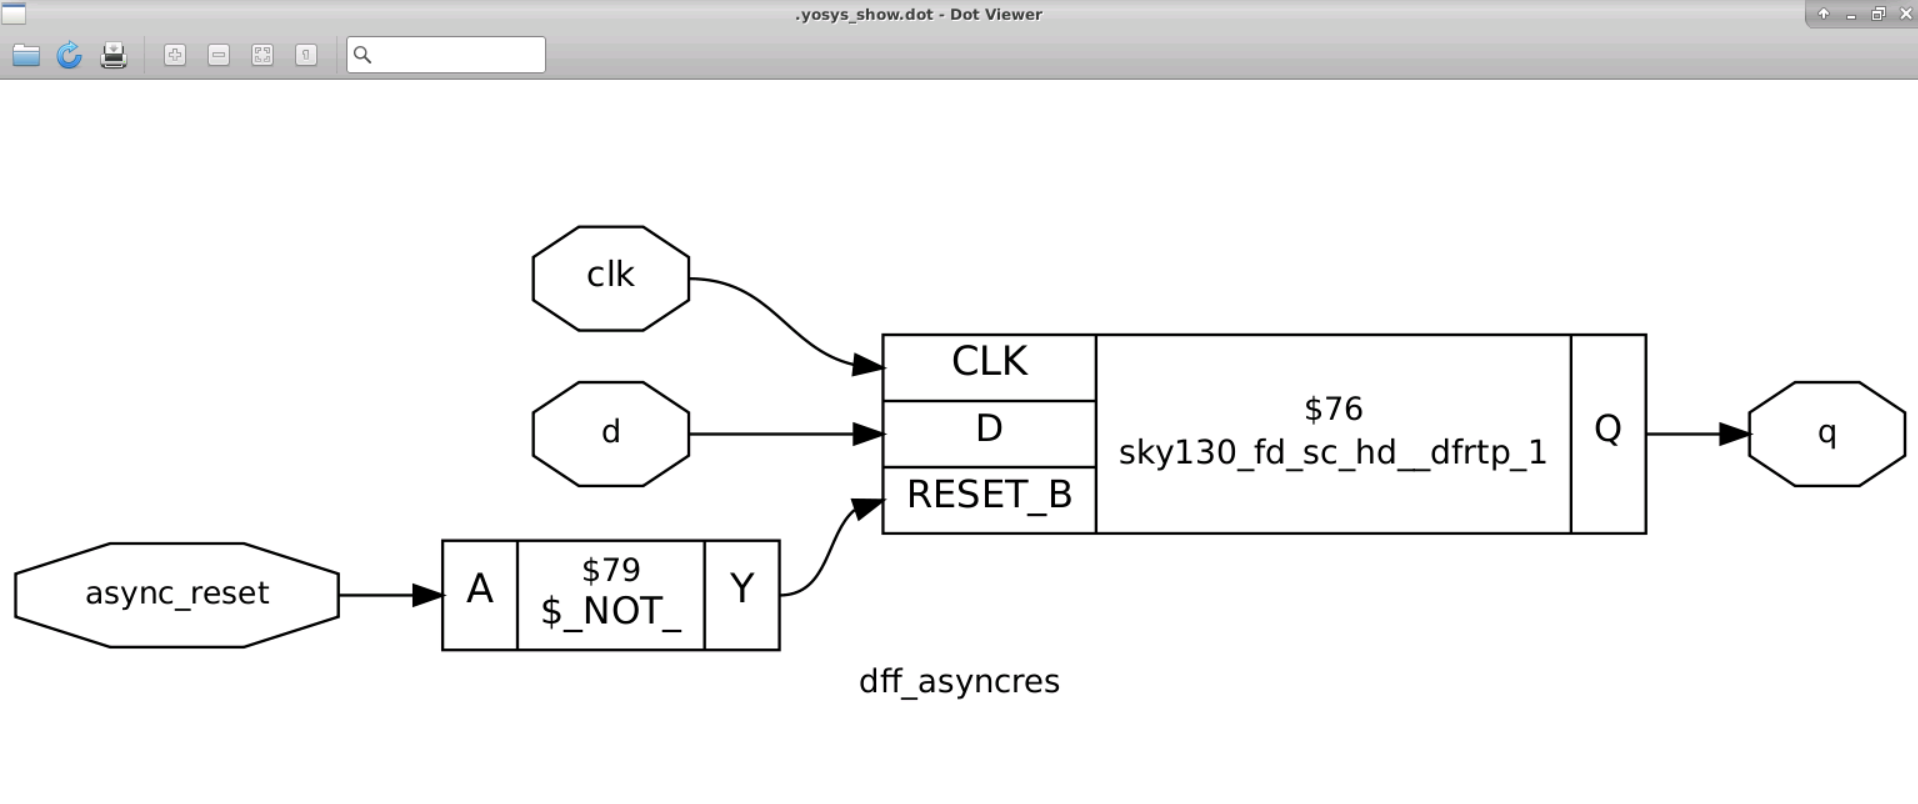 .yosys_show.dot - Dot Viewer
clk
CLK
d
D
RESET_B
$76
sky130_fd_sc_hd__dfrtp_1
Q
q
async_reset
A
$79
$_NOT_
Y
dff_asyncres